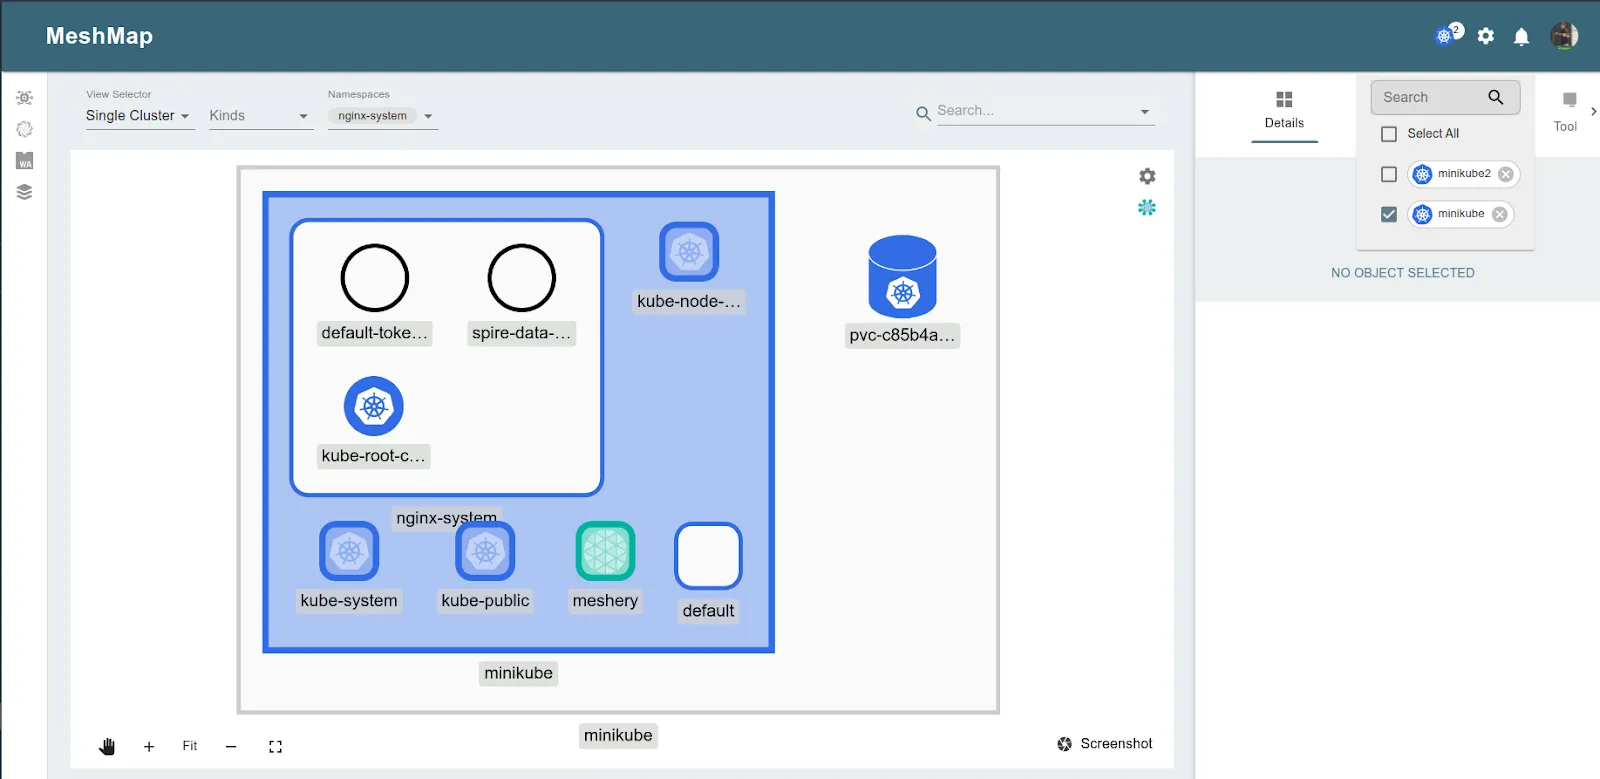 MeshMap
2
View Selector
Single Cluster
Kinds
Namespaces
nginx-system
Search...
Details
Search
Select All
minikube2
minikube
Tool
NO OBJECT SELECTED
WA
default-toke...
spire-data-...
kube-node-...
pvc-c85b4a...
kube-root-c...
nginx-system
kube-system
kube-public
meshery
default
minikube
minikube
Fit
Screenshot